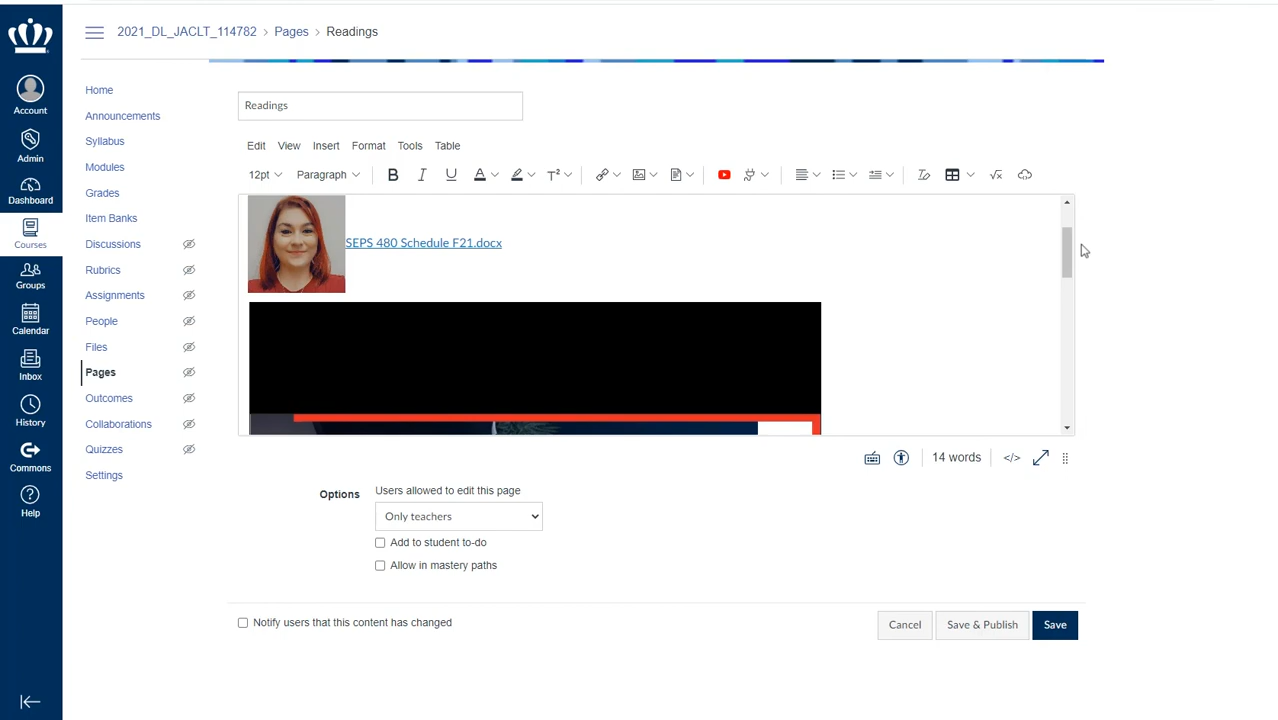 2021_DL_JACLT_114782 > Pages > Readings
Account
Admin
Dashboard
Courses
Groups
Calendar
Inbox
History
Commons
Help
Home
Announcements
Syllabus
Modules
Grades
Item Banks
Discussions
Rubrics
Assignments
People
Files
Pages
Outcomes
Collaborations
Quizzes
Settings
Readings
Edit View Insert Format Tools Table
12pt Paragraph B I U A T²
SEPS 480 Schedule F21.docx
14 words </>
Options
Users allowed to edit this page
Only teachers
Add to student to-do
Allow in mastery paths
Notify users that this content has changed
Cancel Save & Publish Save